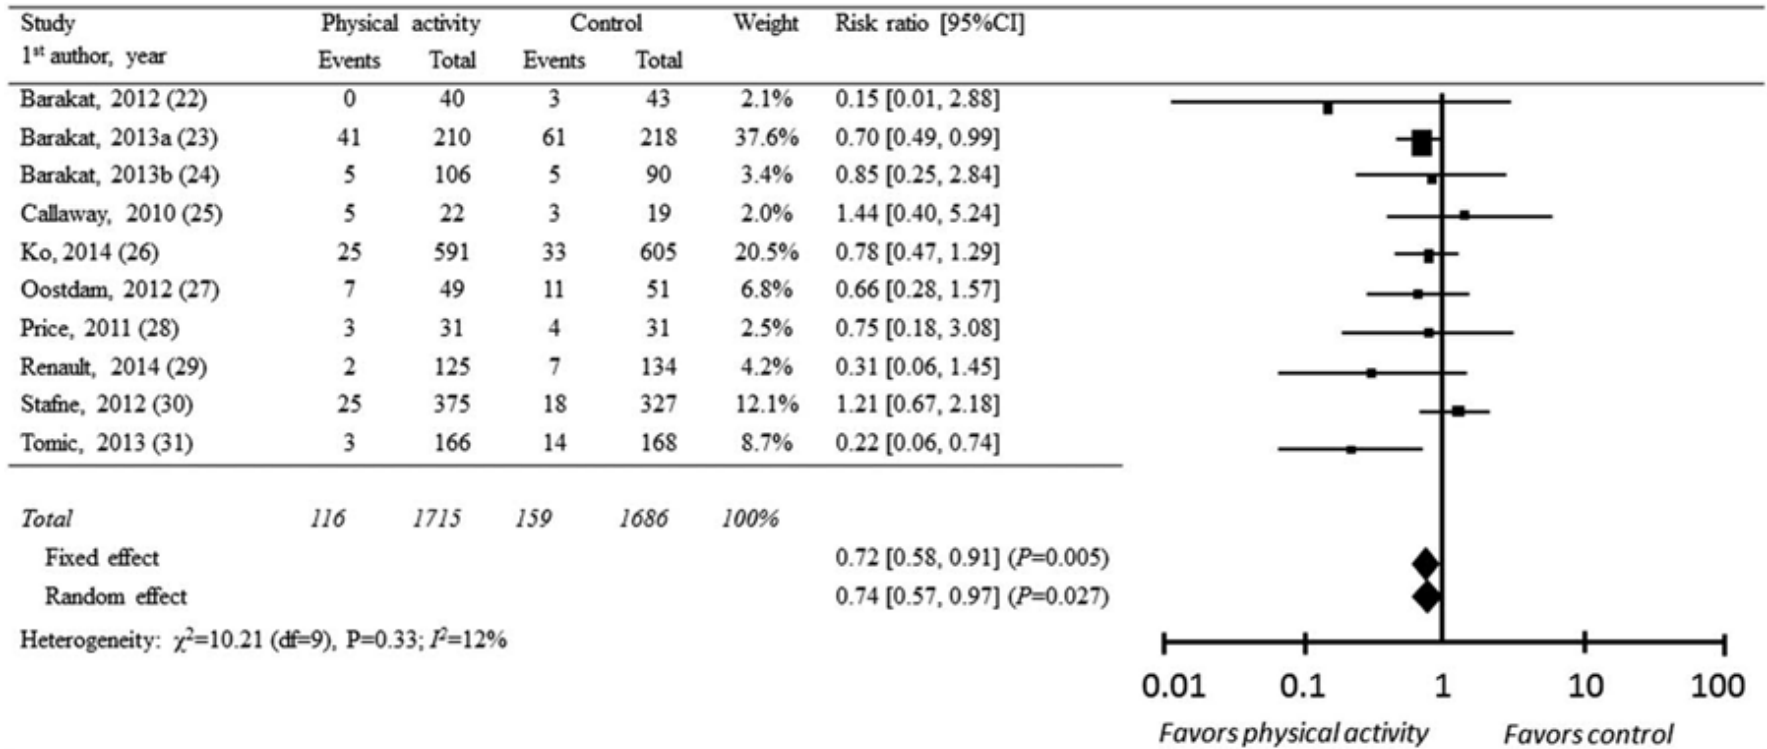 Study Physical activity Control Weight Risk ratio [95%CI]
1st author, year Events Total Events Total
Barakat, 2012 (22) 0 40 3 43 2.1% 0.15 [0.01, 2.88]
Barakat, 2013a (23) 41 210 61 218 37.6% 0.70 [0.49, 0.99]
Barakat, 2013b (24) 5 106 5 90 3.4% 0.85 [0.25, 2.84]
Callaway, 2010 (25) 5 22 3 19 2.0% 1.44 [0.40, 5.24]
Ko, 2014 (26) 25 591 33 605 20.5% 0.78 [0.47, 1.29]
Oostdam, 2012 (27) 7 49 11 51 6.8% 0.66 [0.28, 1.57]
Price, 2011 (28) 3 31 4 31 2.5% 0.75 [0.18, 3.08]
Renault, 2014 (29) 2 125 7 134 4.2% 0.31 [0.06, 1.45]
Stafne, 2012 (30) 25 375 18 327 12.1% 1.21 [0.67, 2.18]
Tomic, 2013 (31) 3 166 14 168 8.7% 0.22 [0.06, 0.74]
Total 116 1715 159 1686 100%
Fixed effect 0.72 [0.58, 0.91] (P=0.005)
Random effect 0.74 [0.57, 0.97] (P=0.027)
Heterogeneity: χ2=10.21 (df=9), P=0.33; I2=12%
0.01 0.1 1 10 100
Favors physical activity Favors control